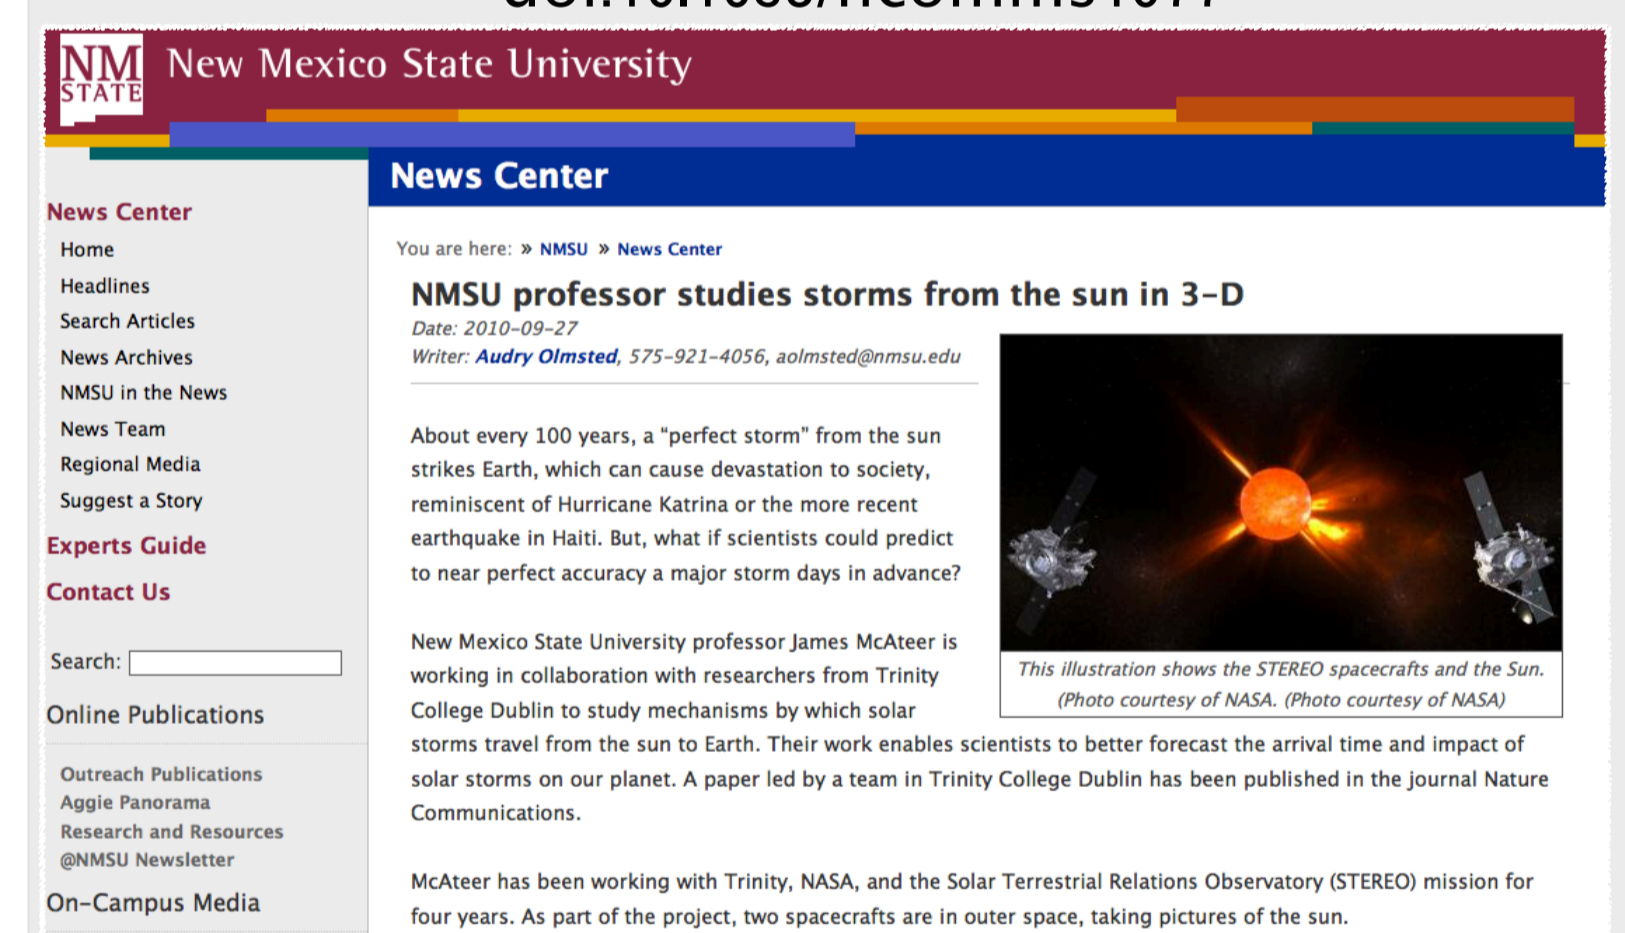 doi:10.1038/ncomms1077
NM
STATE
New Mexico State University
News Center
News Center
Home
Headlines
Search Articles
News Archives
NMSU in the News
News Team
Regional Media
Suggest a Story
Experts Guide
Contact Us
Search:
Online Publications
Outreach Publications
Aggie Panorama
Research and Resources
@NMSU Newsletter
On-Campus Media
You are here: » NMSU » News Center
NMSU professor studies storms from the sun in 3-D
Date: 2010-09-27
Writer: Audry Olmsted, 575-921-4056, aolmsted@nmsu.edu
About every 100 years, a “perfect storm” from the sun
strikes Earth, which can cause devastation to society,
reminiscent of Hurricane Katrina or the more recent
earthquake in Haiti. But, what if scientists could predict
to near perfect accuracy a major storm days in advance?
New Mexico State University professor James McAteer is
working in collaboration with researchers from Trinity
College Dublin to study mechanisms by which solar
storms travel from the sun to Earth. Their work enables scientists to better forecast the arrival time and impact of
solar storms on our planet. A paper led by a team in Trinity College Dublin has been published in the journal Nature
Communications.
McAteer has been working with Trinity, NASA, and the Solar Terrestrial Relations Observatory (STEREO) mission for
four years. As part of the project, two spacecrafts are in outer space, taking pictures of the sun.
This illustration shows the STEREO spacecrafts and the Sun.
(Photo courtesy of NASA. (Photo courtesy of NASA)